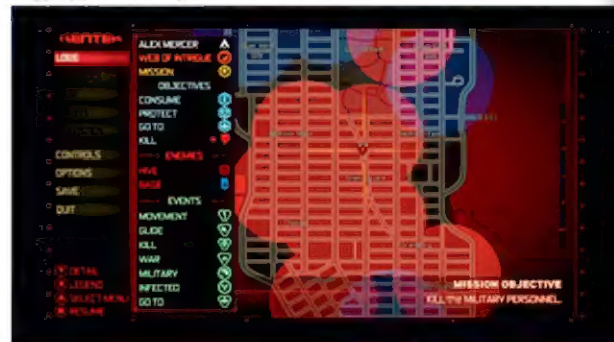 ALEX MERCER
WEB OF INTRIGUE
MISSION
OBJECTIVES
CONSUME
PROTECT
GO TO
KILL
ENEMIES
HIVE
BASE
EVENTS
MOVEMENT
GLIDE
KILL
WAR
MILITARY
INFECTED
GO TO
CONTROLS
OPTIONS
SAVE
QUIT
DETAIL
LEGEND
SELECT MENU
RESUME
MISSION OBJECTIVE
KILL THE MILITARY PERSONNEL.